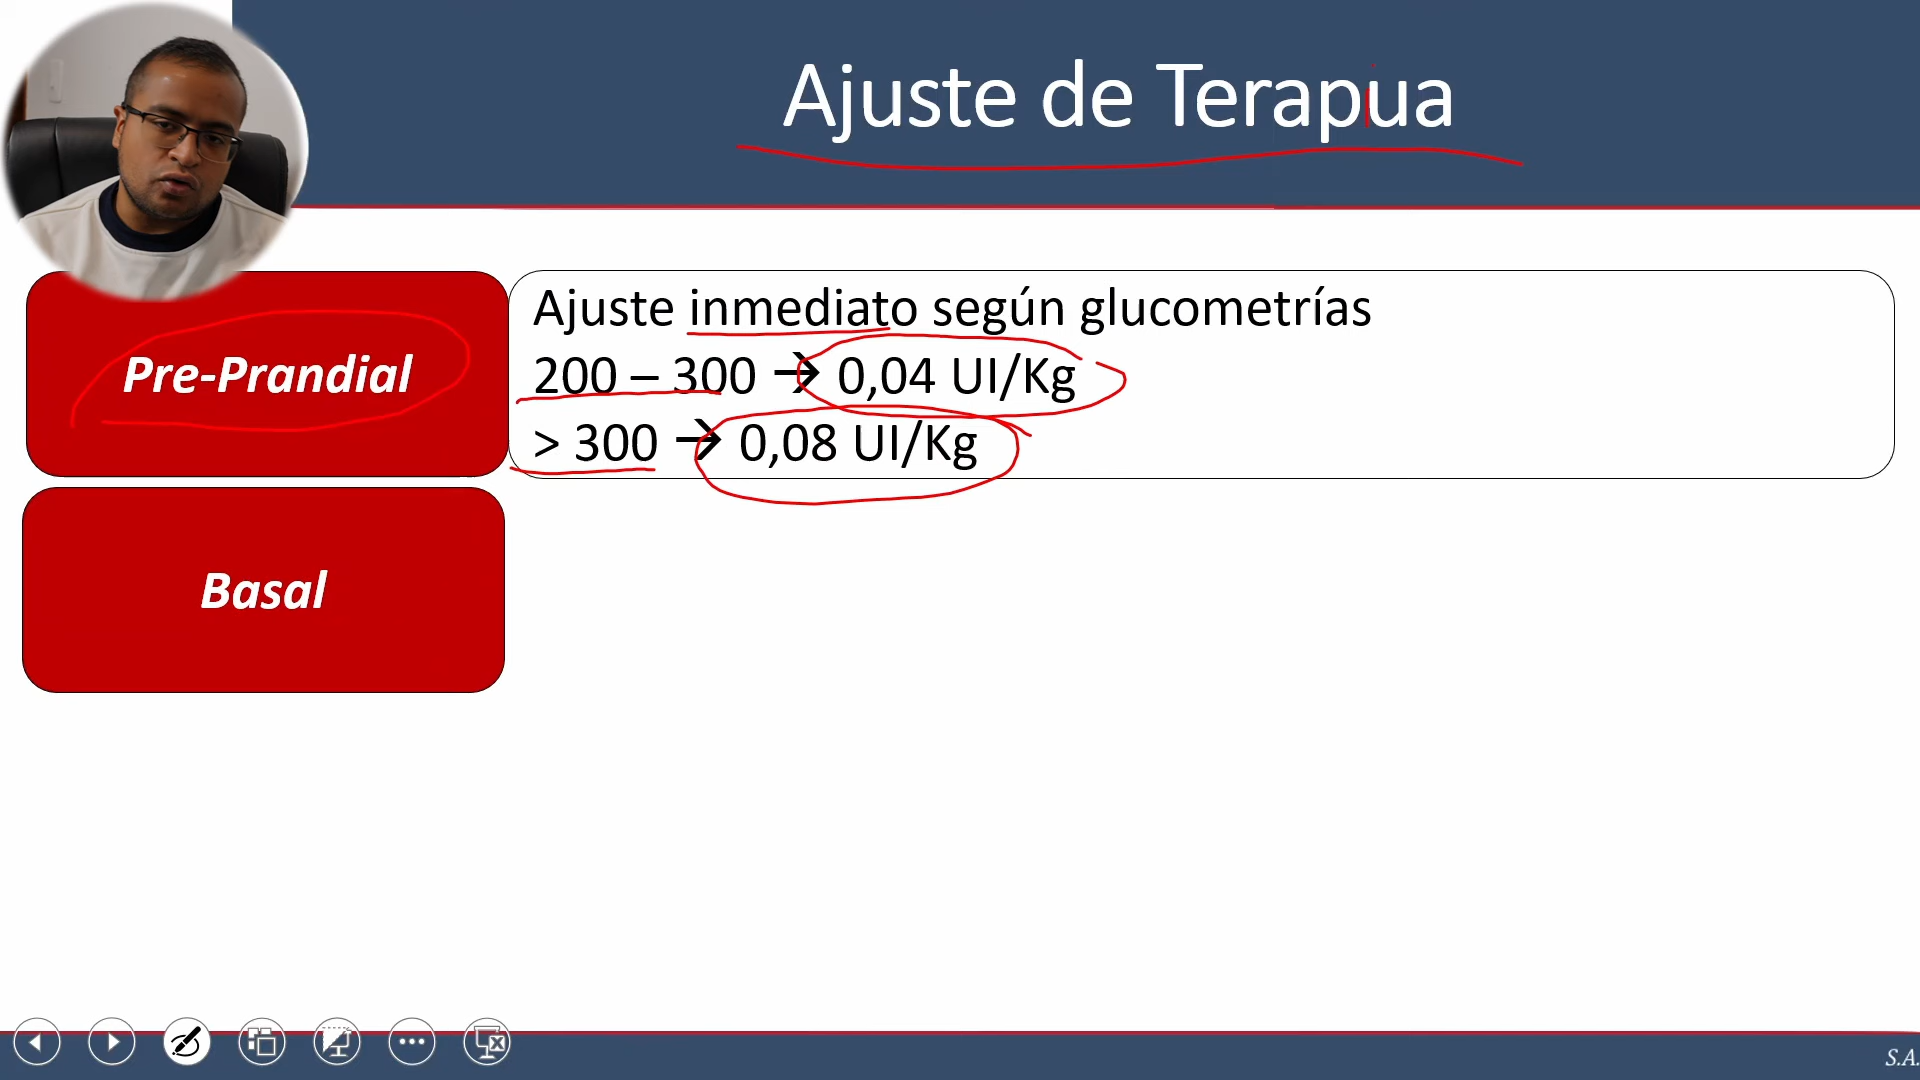 Ajuste de Terapua
Pre-Prandial
Ajuste inmediato según glucometrías
200 – 300 → 0,04 UI/Kg
> 300 → 0,08 UI/Kg
Basal
S.A.